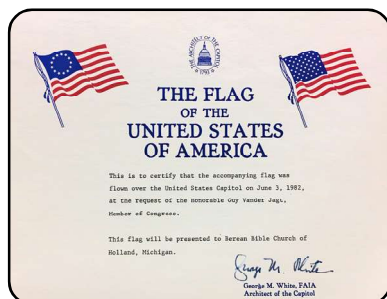 THE ARCHITECT OF THE CAPITOL
1793
THE FLAG
OF THE
UNITED STATES
OF AMERICA
This is to certify that the accompanying flag was
flown over the United States Capitol on June 3, 1982,
at the request of the Honorable Guy Vander Jagt,
Member of Congress.
This flag will be presented to Berean Bible Church of
Holland, Michigan.
George M. White
George M. White, FAIA
Architect of the Capitol